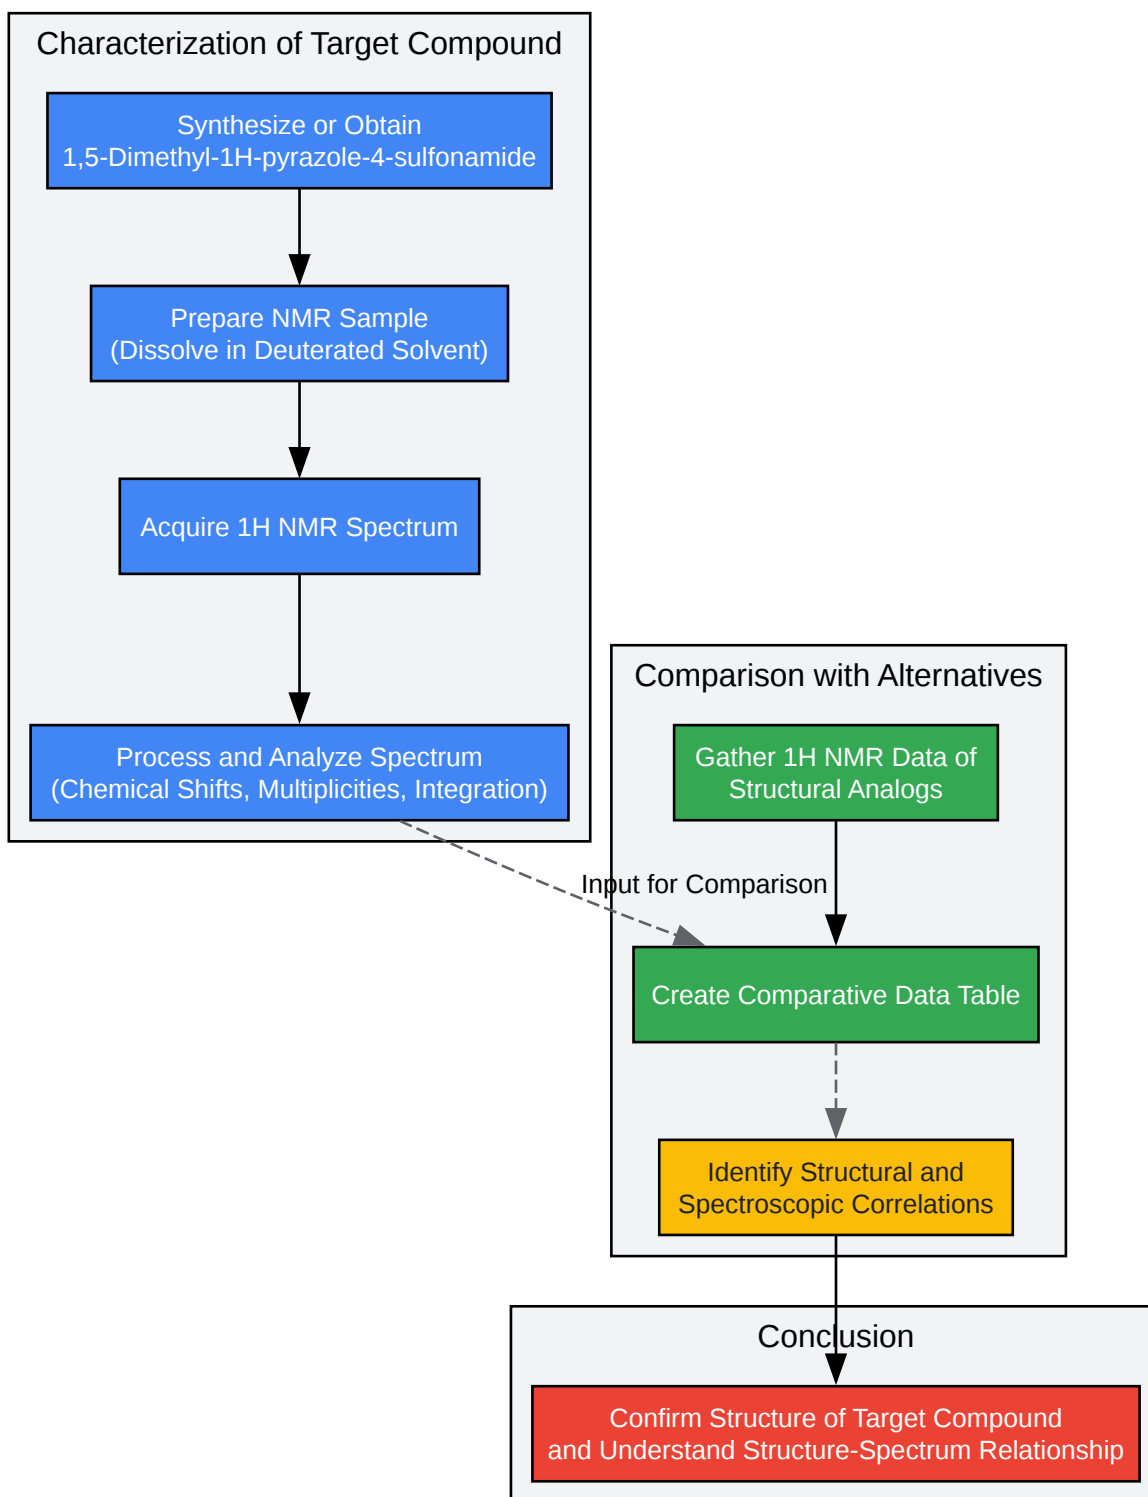 Characterization of Target Compound
Synthesize or Obtain
1,5-Dimethyl-1H-pyrazole-4-sulfonamide
Prepare NMR Sample
(Dissolve in Deuterated Solvent)
Acquire 1H NMR Spectrum
Process and Analyze Spectrum
(Chemical Shifts, Multiplicities, Integration)
Comparison with Alternatives
Gather 1H NMR Data of
Structural Analogs
Input for Comparison
Create Comparative Data Table
Identify Structural and
Spectroscopic Correlations
Conclusion
Confirm Structure of Target Compound
and Understand Structure-Spectrum Relationship